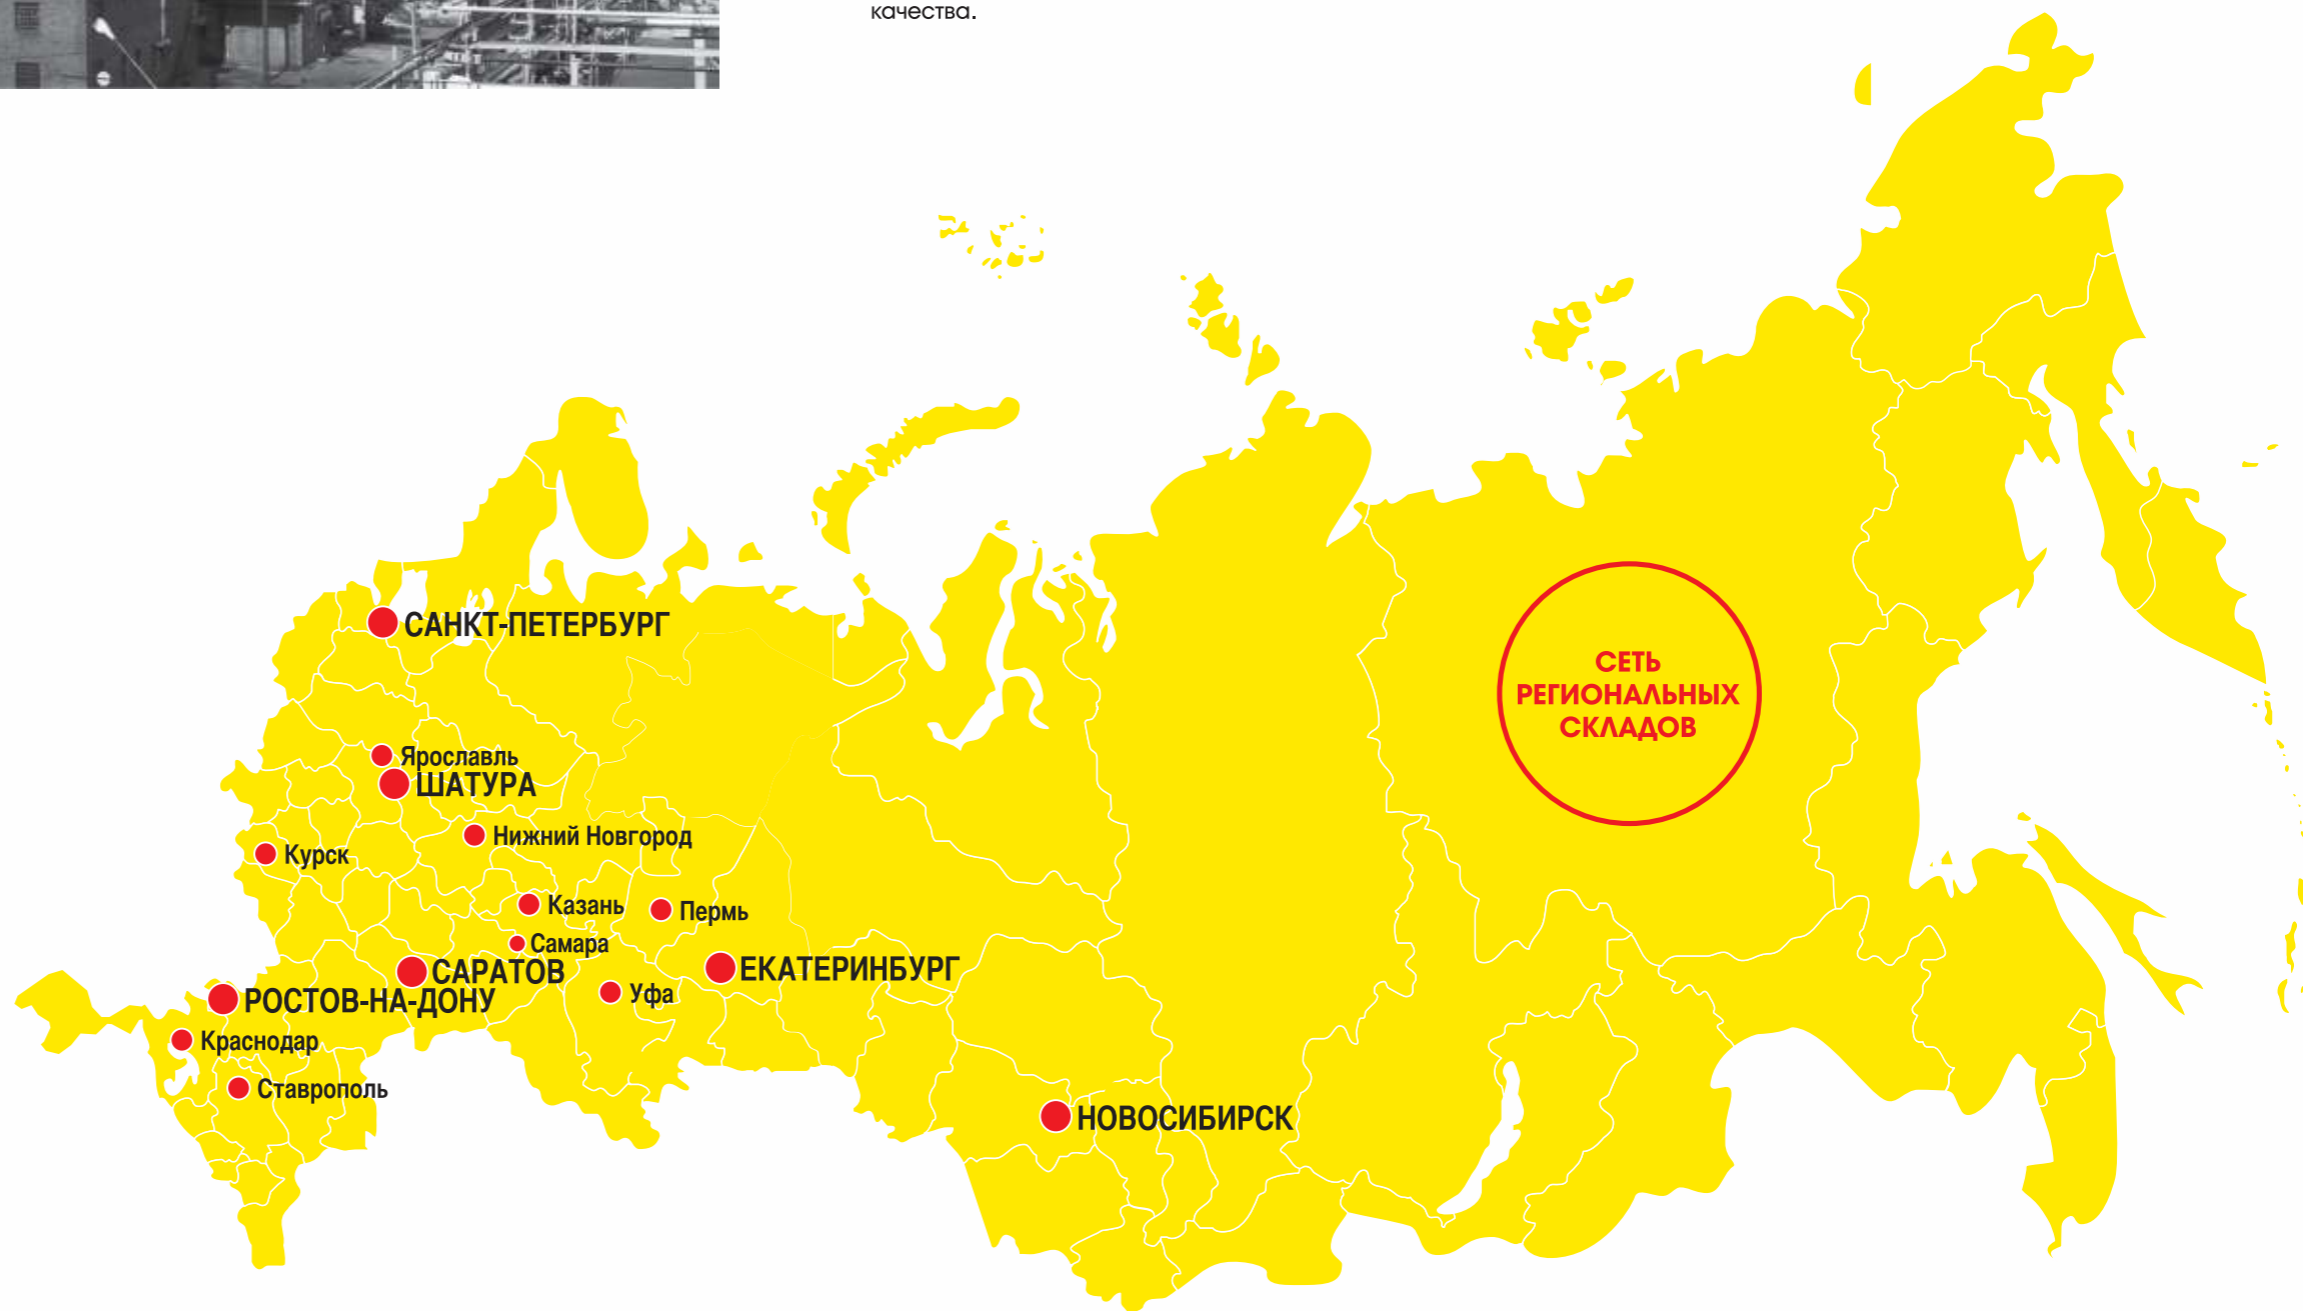 качества.
САНКТ-ПЕТЕРБУРГ
СЕТЬ
РЕГИОНАЛЬНЫХ
СКЛАДОВ
Ярославль
ШАТУРА
Нижний Новгород
Курск
Казань
Пермь
Самара
САРАТОВ
ЕКАТЕРИНБУРГ
Уфа
РОСТОВ-НА-ДОНУ
Краснодар
Ставрополь
НОВОСИБИРСК